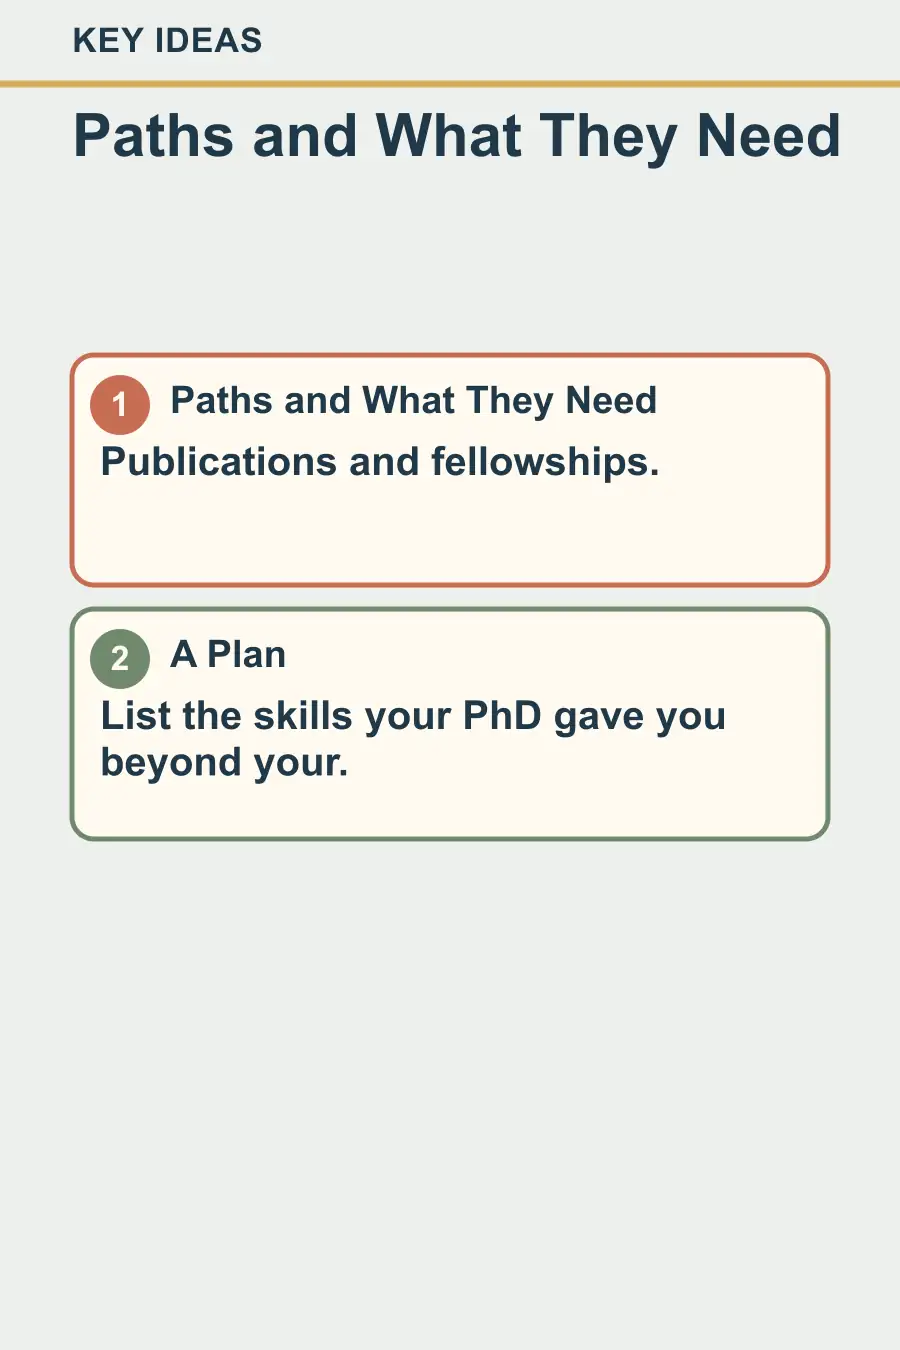 KEY IDEAS
Paths and What They Need
1
Paths and What They Need
Publications and fellowships.
2
A Plan
List the skills your PhD gave you
beyond your.